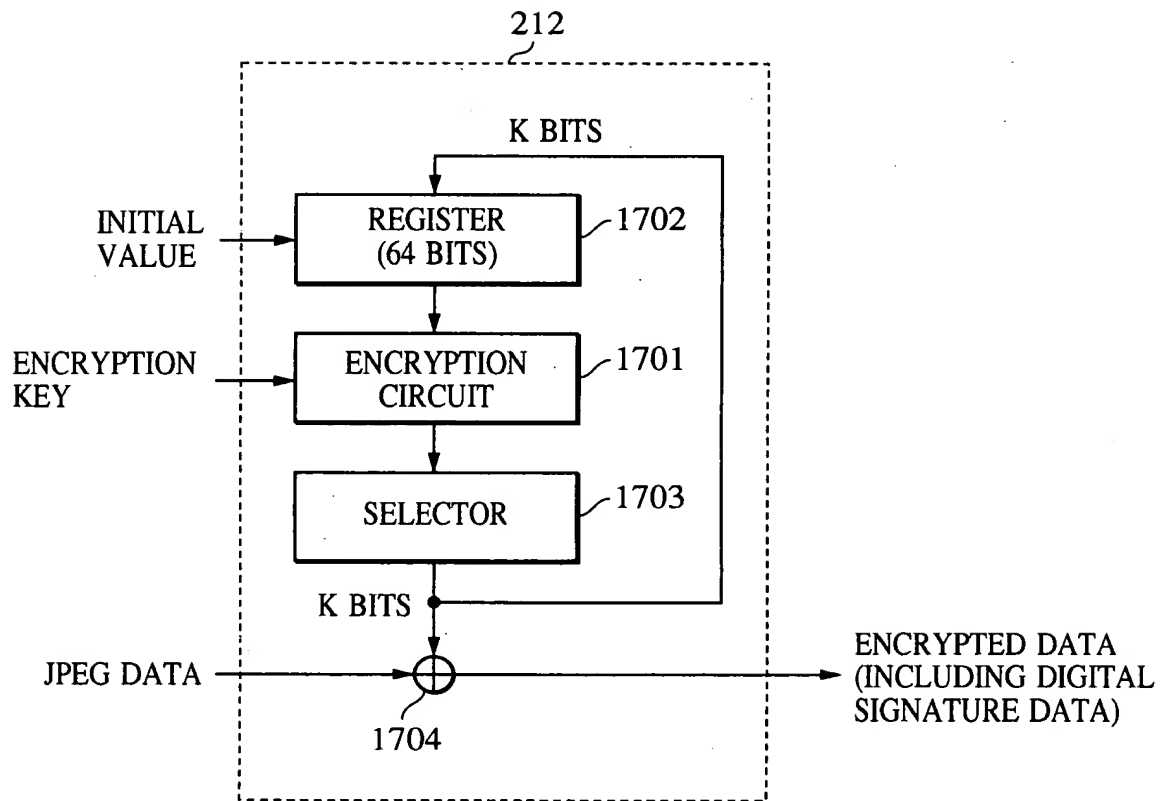 212
K BITS
REGISTER
(64 BITS)
1702
INITIAL
VALUE
ENCRYPTION
CIRCUIT
1701
ENCRYPTION
KEY
SELECTOR
1703
K BITS
JPEG DATA
1704
ENCRYPTED DATA
(INCLUDING DIGITAL
SIGNATURE DATA)